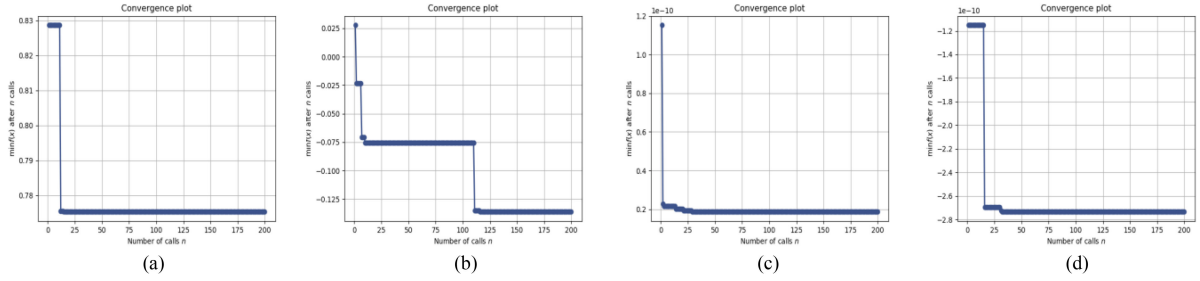 Convergence plot
min f(x) after n calls
0.83
0.82
0.81
0.80
0.79
0.78
0 25 50 75 100 125 150 175 200
Number of calls n
(a)
Convergence plot
min f(x) after n calls
0.025
0.000
−0.025
−0.050
−0.075
−0.100
−0.125
0 25 50 75 100 125 150 175 200
Number of calls n
(b)
Convergence plot
1e−10
min f(x) after n calls
1.2
1.0
0.8
0.6
0.4
0.2
0 25 50 75 100 125 150 175 200
Number of calls n
(c)
Convergence plot
1e−10
min f(x) after n calls
−1.2
−1.4
−1.6
−1.8
−2.0
−2.2
−2.4
−2.6
−2.8
0 25 50 75 100 125 150 175 200
Number of calls n
(d)